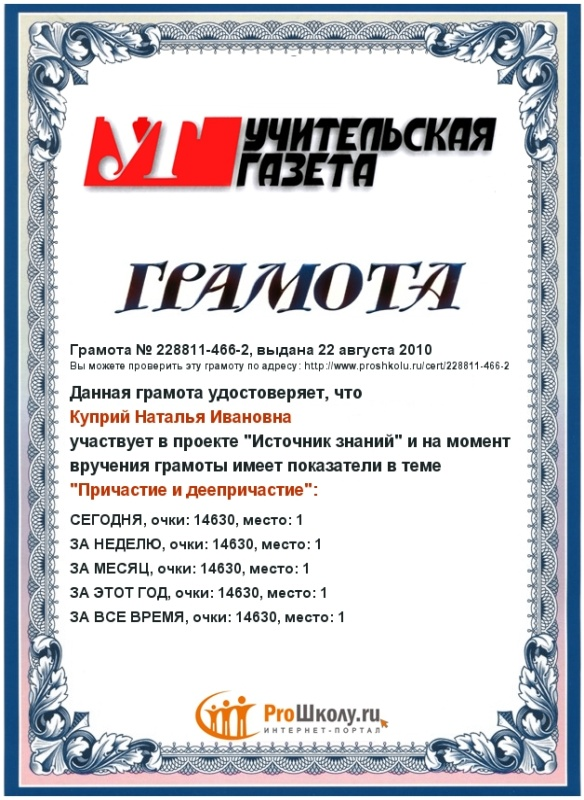 УГ УЧИТЕЛЬСКАЯ
ГАЗЕТА
ГРАМОТА
Грамота № 228811-466-2, выдана 22 августа 2010
Вы можете проверить эту грамоту по адресу: http://www.proshkolu.ru/cert/228811-466-2
Данная грамота удостоверяет, что
Куприй Наталья Ивановна
участвует в проекте "Источник знаний" и на момент
вручения грамоты имеет показатели в теме
"Причастие и деепричастие":
СЕГОДНЯ, очки: 14630, место: 1
ЗА НЕДЕЛЮ, очки: 14630, место: 1
ЗА МЕСЯЦ, очки: 14630, место: 1
ЗА ЭТОТ ГОД, очки: 14630, место: 1
ЗА ВСЕ ВРЕМЯ, очки: 14630, место: 1
ProШколу.ru
ИНТЕРНЕТ-ПОРТАЛ